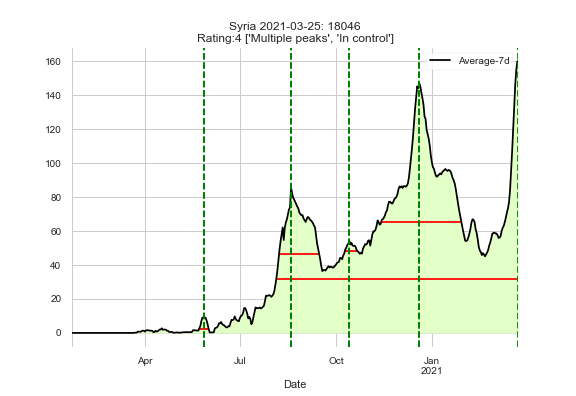 Syria 2021-03-25: 18046
Rating:4 ['Multiple peaks', 'In control']
Average-7d
160
140
120
100
80
60
40
20
0
Apr
Jul
Oct
Jan
2021
Date